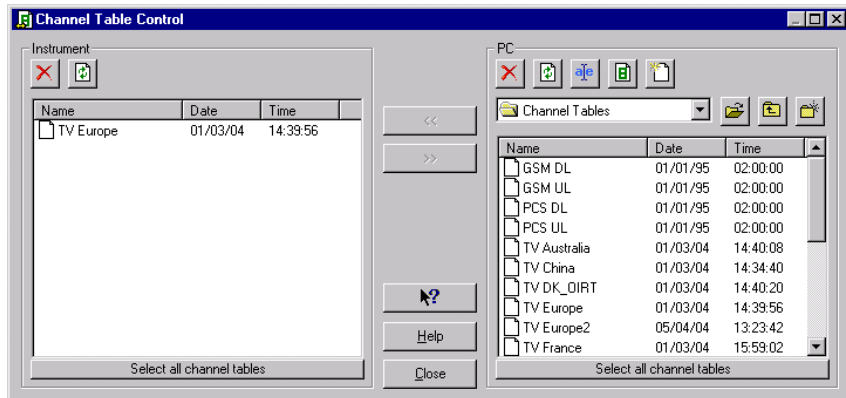 Channel Table Control
Instrument
Name Date Time
TV Europe 01/03/04 14:39:56
Select all channel tables
<<
>>
?
Help
Close
PC
a|e
Channel Tables
Name Date Time
GSM DL 01/01/95 02:00:00
GSM UL 01/01/95 02:00:00
PCS DL 01/01/95 02:00:00
PCS UL 01/01/95 02:00:00
TV Australia 01/03/04 14:40:08
TV China 01/03/04 14:34:40
TV DK_OIRT 01/03/04 14:40:20
TV Europe 01/03/04 14:39:56
TV Europe2 05/04/04 13:23:42
TV France 01/03/04 15:59:02
Select all channel tables